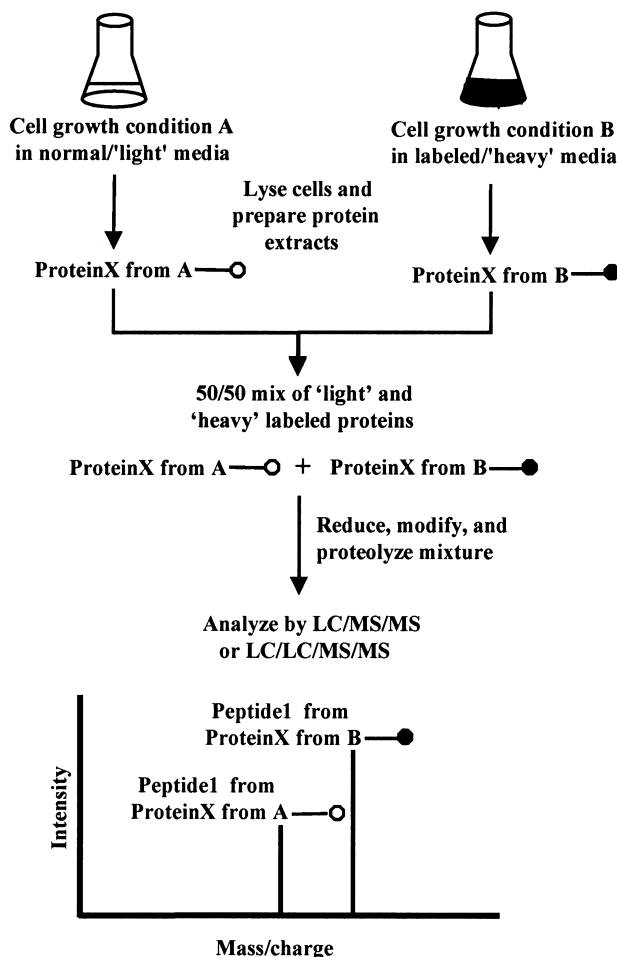 Cell growth condition A
in normal/'light' media
Cell growth condition B
in labeled/'heavy' media
Lyse cells and
prepare protein
extracts
ProteinX from A
ProteinX from B
50/50 mix of ‘light’ and
‘heavy’ labeled proteins
ProteinX from A + ProteinX from B
Reduce, modify, and
proteolyze mixture
Analyze by LC/MS/MS
or LC/LC/MS/MS
Peptide1 from
ProteinX from B
Peptide1 from
ProteinX from A
Intensity
Mass/charge